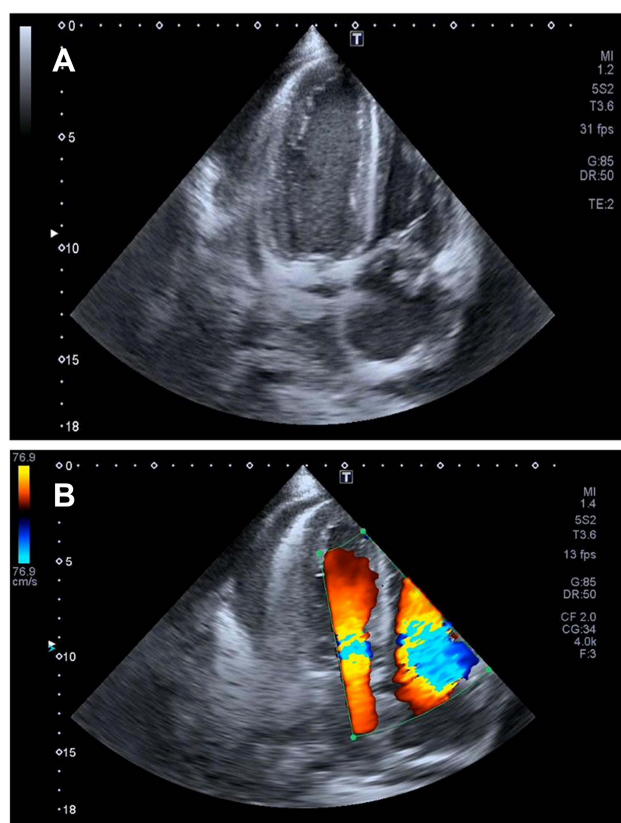 A
0
T
MI
1.2
5S2
T3.6
31 fps
5
G:85
DR:50
TE:2
10
15
18
B
76.9
0
T
MI
1.4
5S2
T3.6
13 fps
5
76.9
cm/s
G:85
DR:50
CF 2.0
CG:34
4.0k
F:3
10
15
18